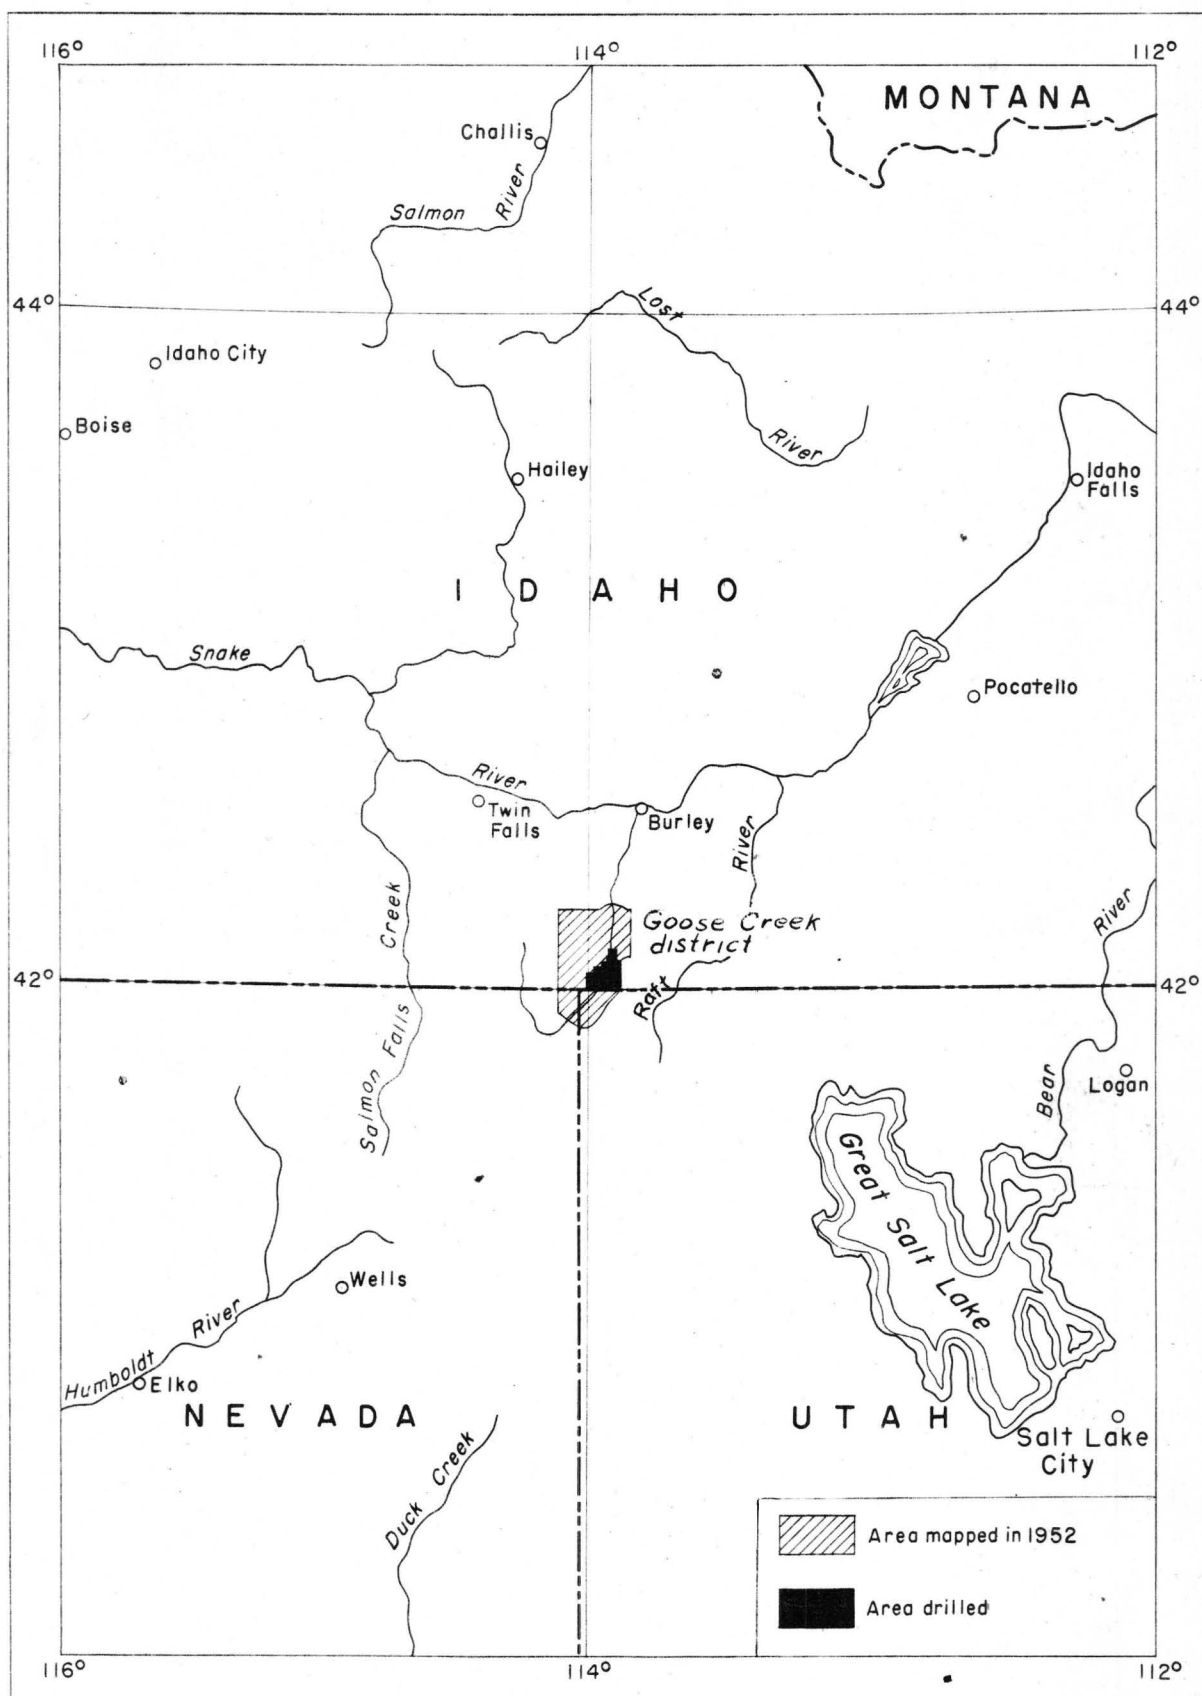 116°
114°
112°
MONTANA
Challis
Salmon
River
44°
44°
Lost
River
Idaho City
Boise
Hailey
Idaho
Falls
IDAHO
Snake
River
Pocatello
Twin
Falls
Burley
River
Raft
Goose Creek
district
Salmon Falls Creek
42°
42°
River
Bear
Logan
Great Salt Lake
Wells
Humboldt River
Elko
NEVADA
UTAH
Salt Lake
City
Duck Creek
Area mapped in 1952
Area drilled
116°
114°
112°